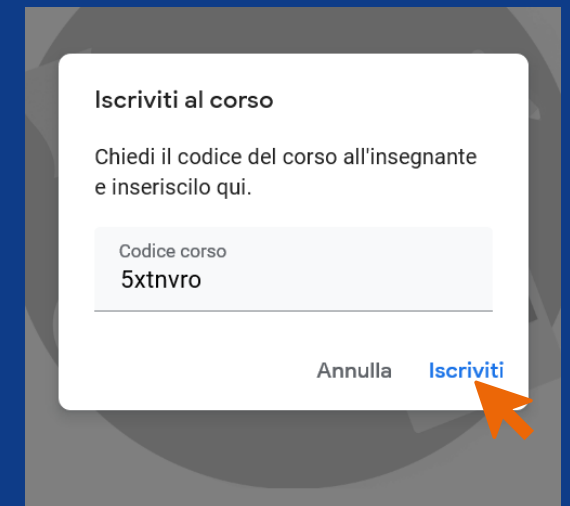 Iscriviti al corso
Chiedi il codice del corso all'insegnante
e inseriscilo qui.
Codice corso
5xtnvro
Annulla Iscriviti